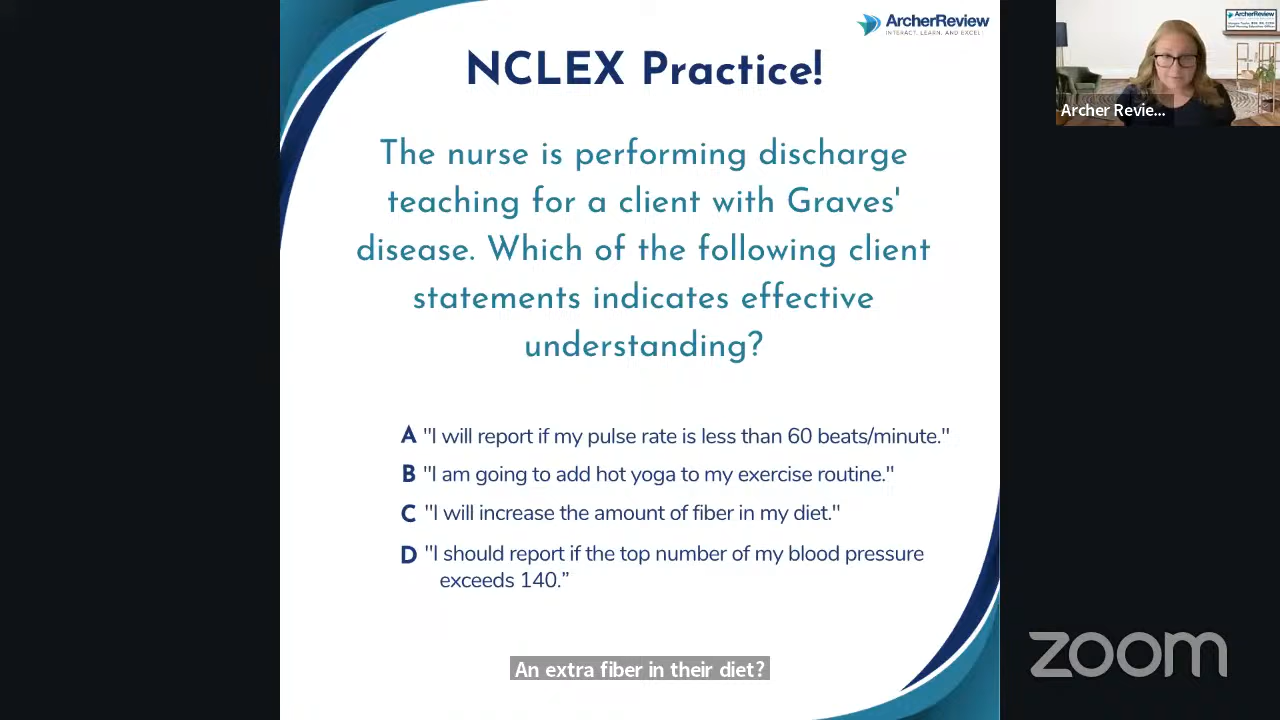 ArcherReview
INTERACT, LEARN, AND EXCEL
NCLEX Practice!
The nurse is performing discharge
teaching for a client with Graves'
disease. Which of the following client
statements indicates effective
understanding?
A "I will report if my pulse rate is less than 60 beats/minute."
B "I am going to add hot yoga to my exercise routine."
C "I will increase the amount of fiber in my diet."
D "I should report if the top number of my blood pressure
exceeds 140.”
An extra fiber in their diet?
ArcherReview
Archer Revie...
zoom